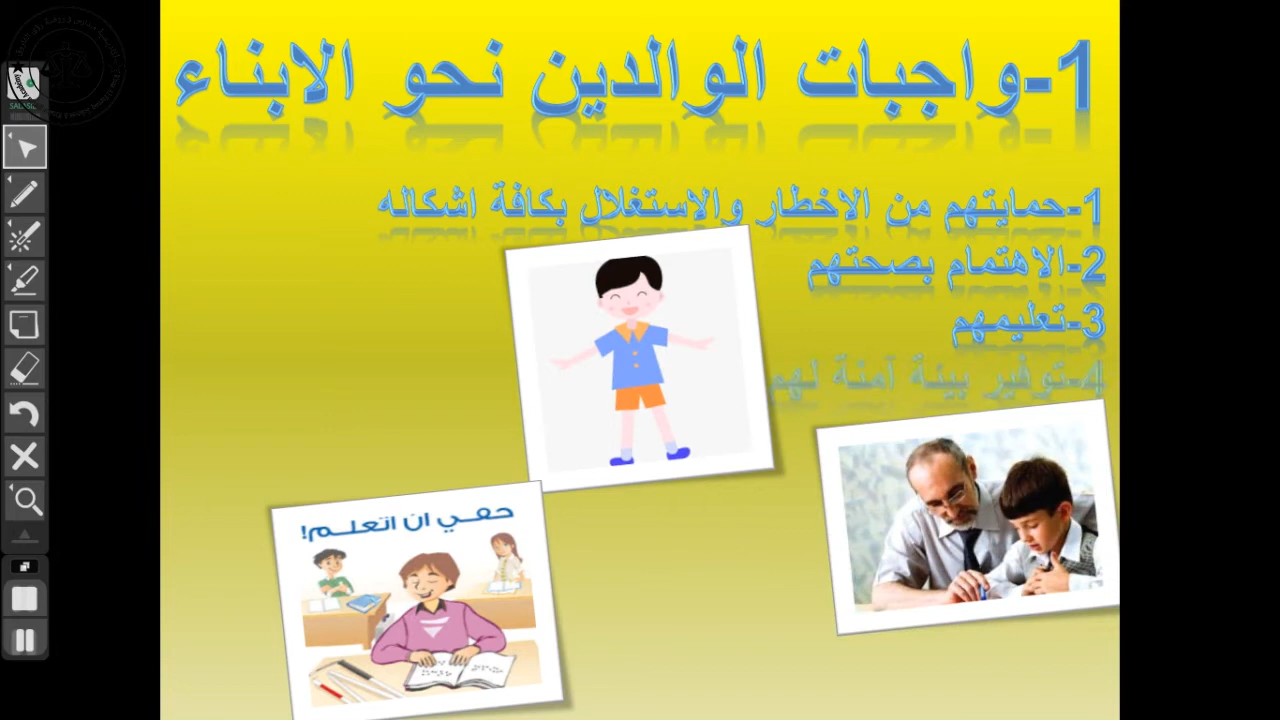 1-واجبات الوالدين نحو الابناء
1-حمايتهم من الاخطار والاستغلال بكافة اشكاله
2-الاهتمام بصحتهم
3-تعليمهم
4-توفير بيئة آمنة لهم
حقي ان اتعلم!